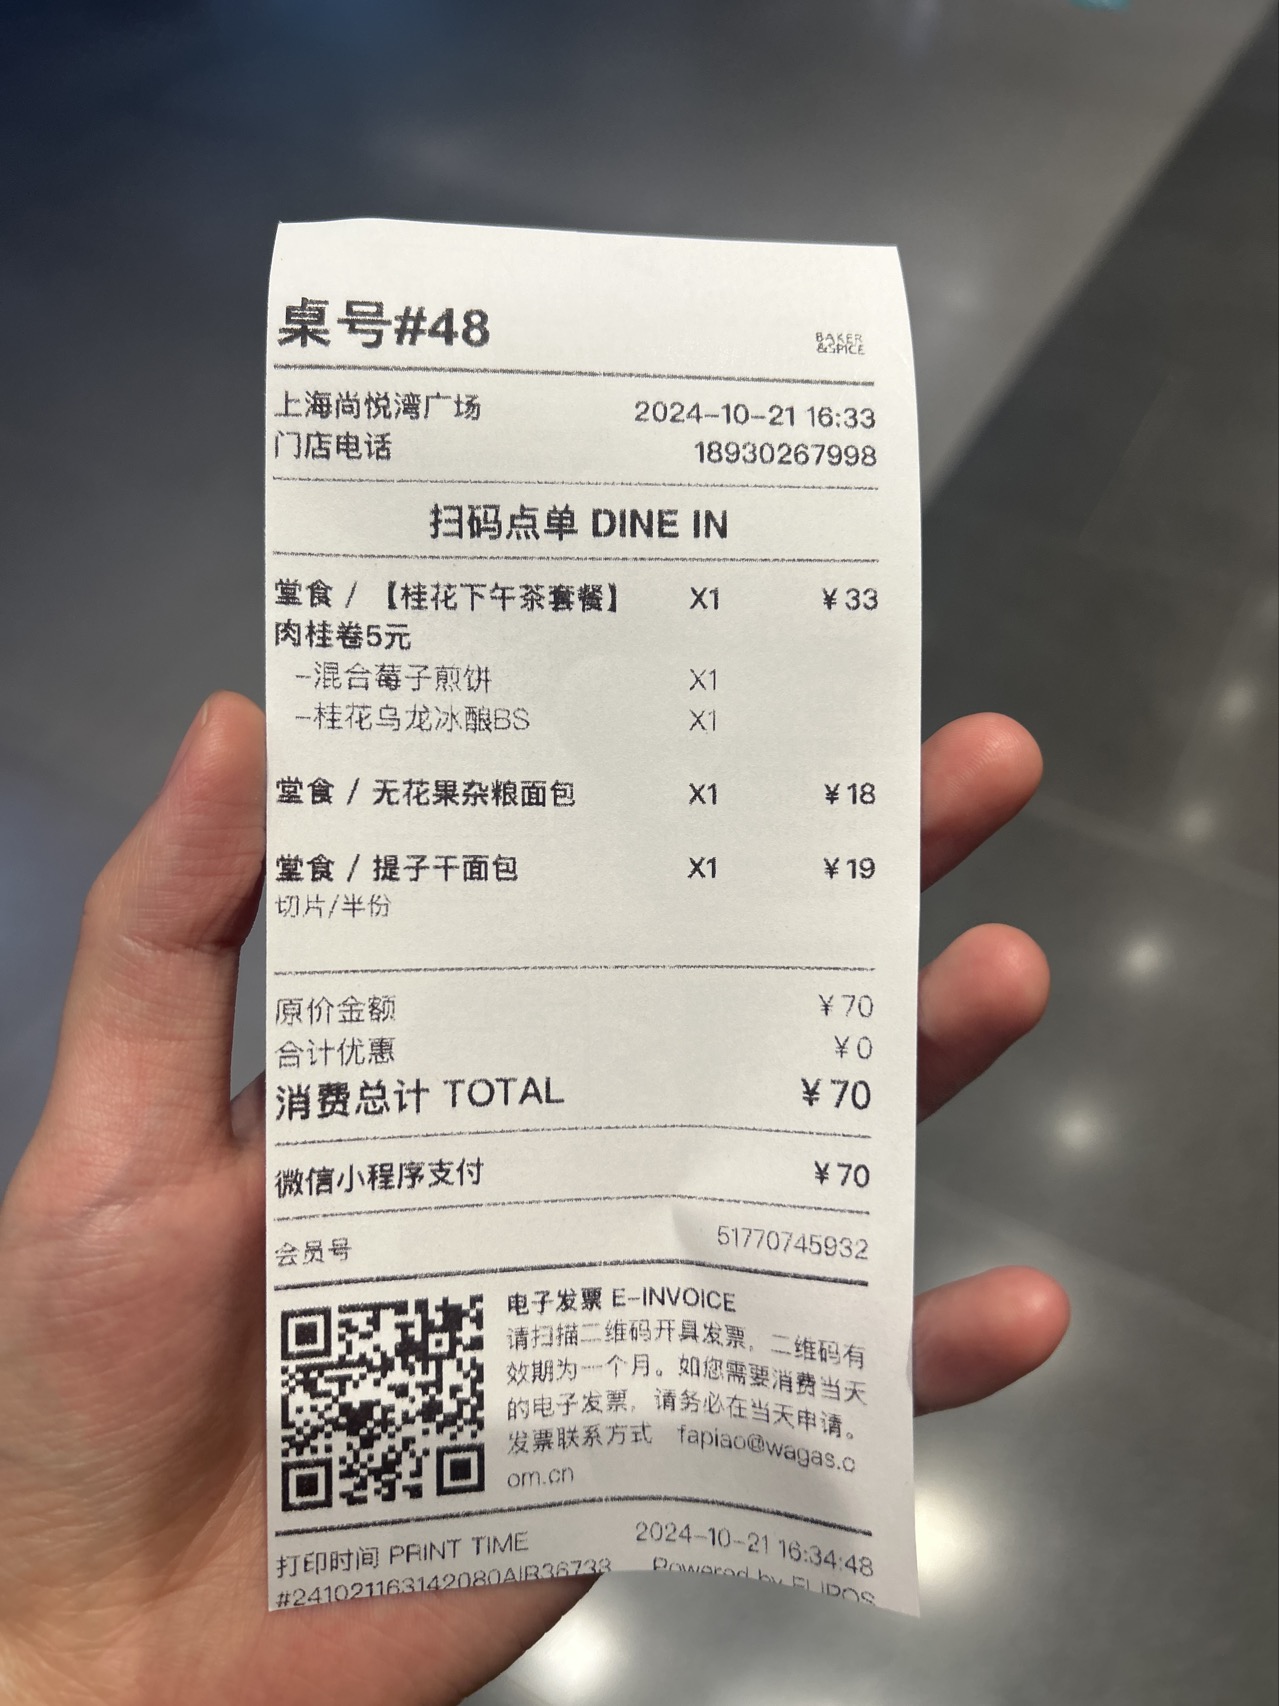 桌号#48
BAKER
&SPICE
上海尚悦湾广场 2024-10-21 16:33
门店电话 18930267998
扫码点单 DINE IN
堂食 / 【桂花下午茶套餐】 X1 ¥33
肉桂卷5元
-混合莓子煎饼 X1
-桂花乌龙冰酿BS X1
堂食 / 无花果杂粮面包 X1 ¥18
堂食 / 提子干面包 X1 ¥19
切片/半份
原价金额 ¥70
合计优惠 ¥0
消费总计 TOTAL ¥70
微信小程序支付 ¥70
会员号 51770745932
电子发票 E-INVOICE
请扫描二维码开具发票，二维码有
效期为一个月。如您需要消费当天
的电子发票，请务必在当天申请。
发票联系方式 fapiao@wagas.c
om.cn
打印时间 PRINT TIME 2024-10-21 16:34:48
#241021163142080AIR36733 Powered by ELIPOS